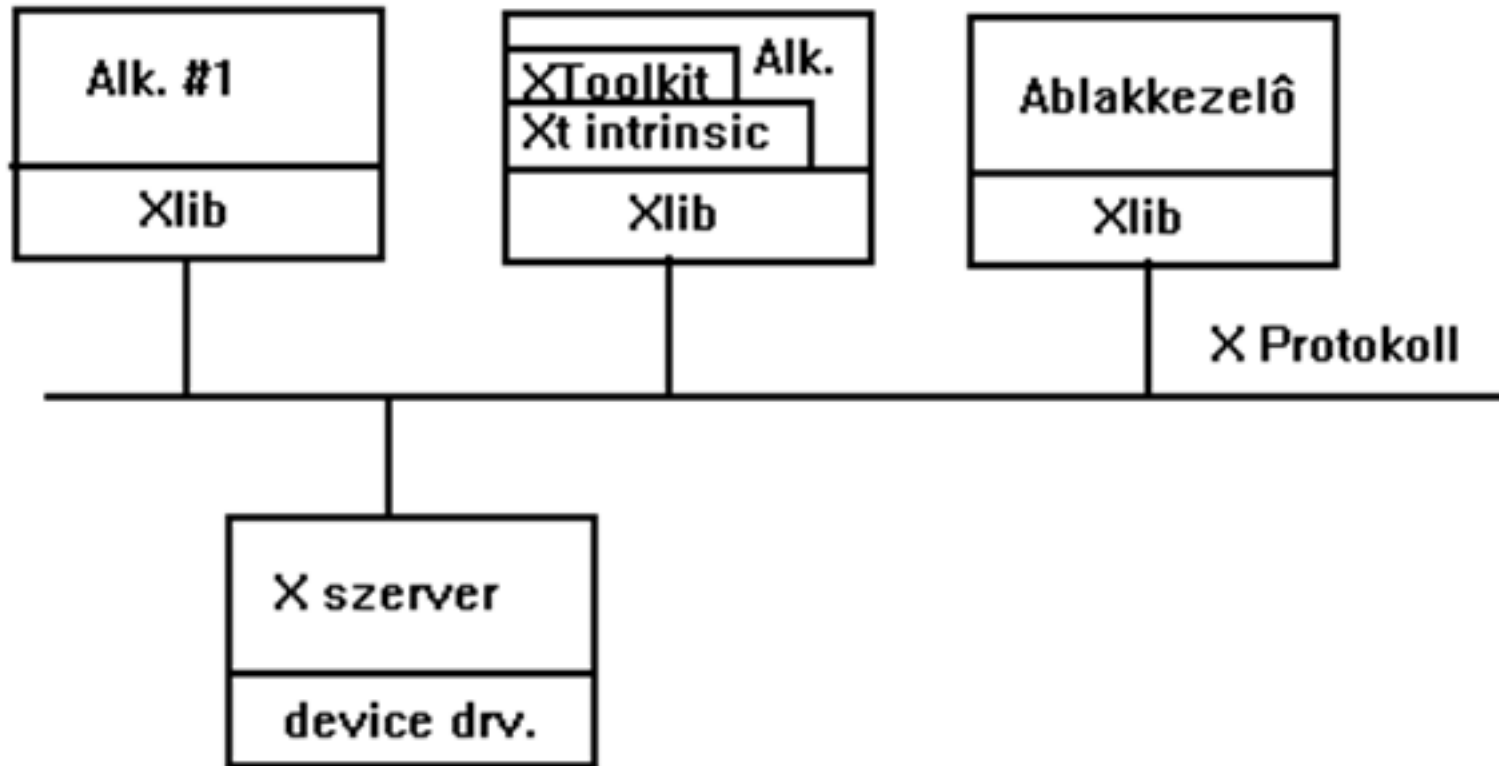 Alk. #1
Xlib
Alk.
XToolkit
Xt intrinsic
Xlib
Ablakkezelô
Xlib
X Protokoll
X szerver
device drv.